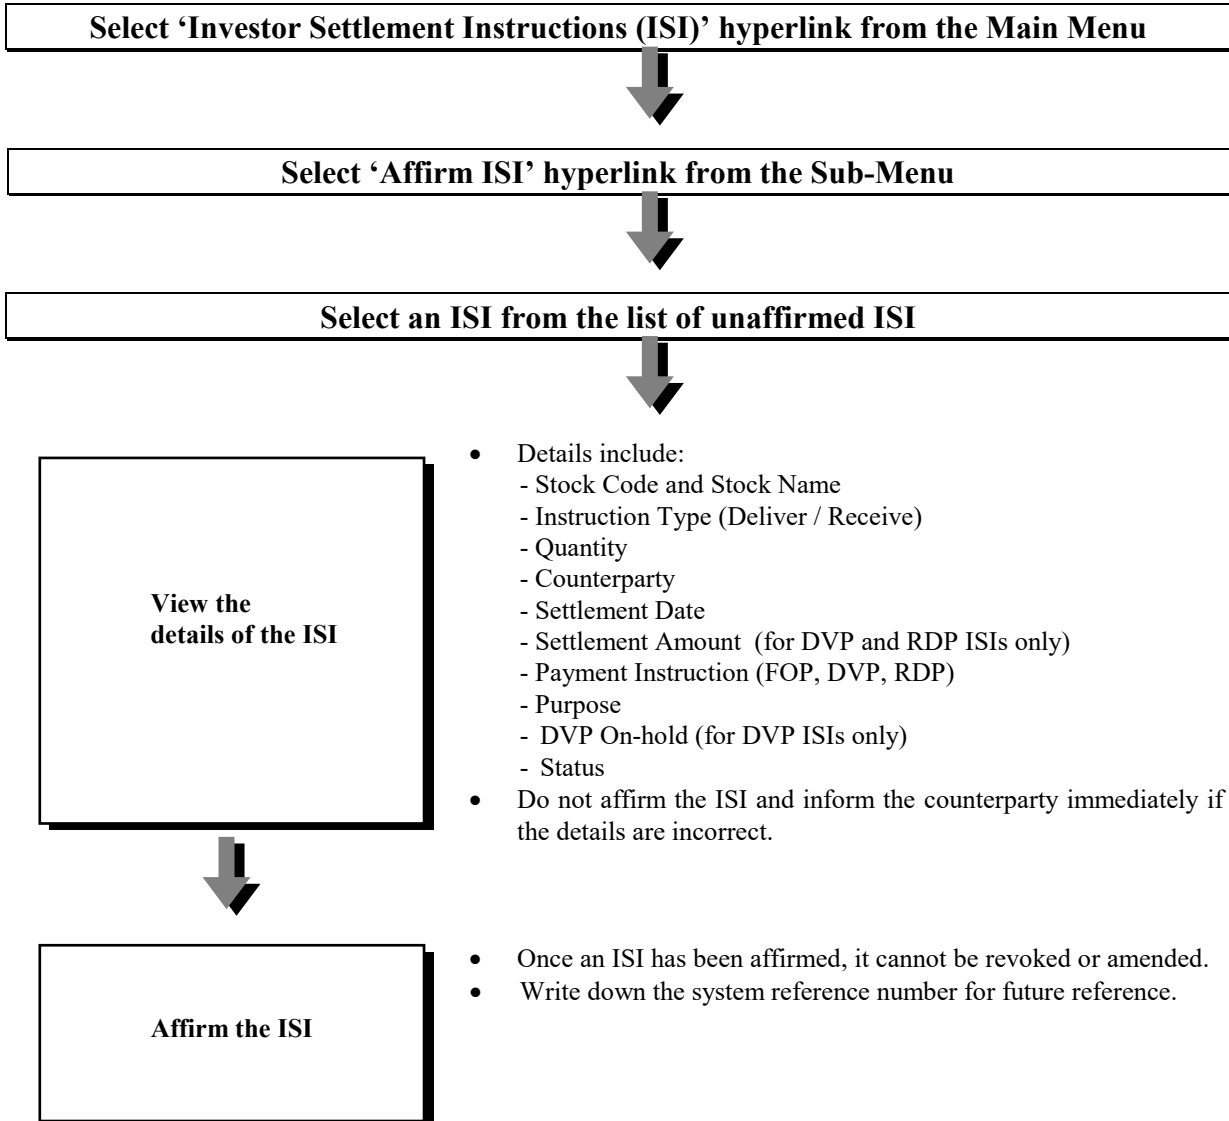 Select ‘Investor Settlement Instructions (ISI)’ hyperlink from the Main Menu
Select ‘Affirm ISI’ hyperlink from the Sub-Menu
Select an ISI from the list of unaffirmed ISI
View the
details of the ISI
• Details include:
- Stock Code and Stock Name
- Instruction Type (Deliver / Receive)
- Quantity
- Counterparty
- Settlement Date
- Settlement Amount (for DVP and RDP ISIs only)
- Payment Instruction (FOP, DVP, RDP)
- Purpose
- DVP On-hold (for DVP ISIs only)
- Status
• Do not affirm the ISI and inform the counterparty immediately if
the details are incorrect.
Affirm the ISI
• Once an ISI has been affirmed, it cannot be revoked or amended.
• Write down the system reference number for future reference.